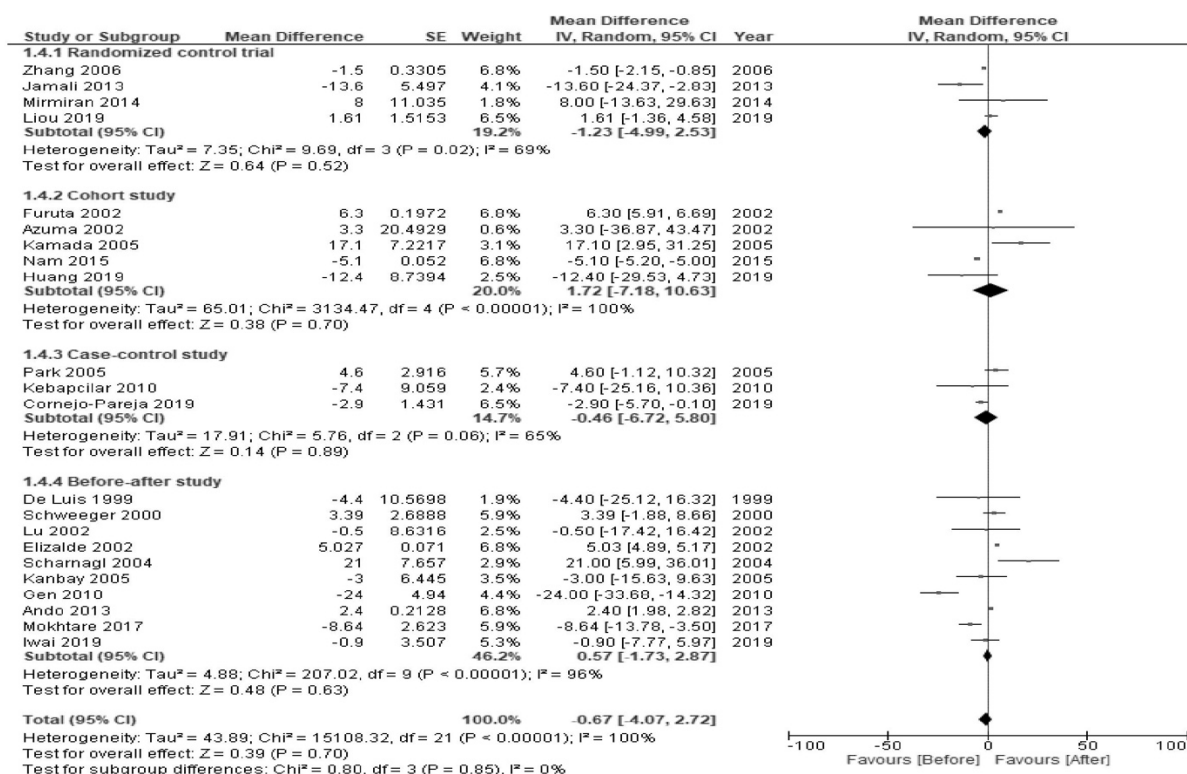 Mean Difference Mean Difference
Study or Subgroup Mean Difference SE Weight IV, Random, 95% CI Year IV, Random, 95% CI
1.4.1 Randomized control trial
Zhang 2006 -1.5 0.3305 6.8% -1.50 [-2.15, -0.85] 2006
Jamali 2013 -13.6 5.497 4.1% -13.60 [-24.37, -2.83] 2013
Mirmiran 2014 8 11.035 1.8% 8.00 [-13.63, 29.63] 2014
Liou 2019 1.61 1.5153 6.5% 1.61 [-1.36, 4.58] 2019
Subtotal (95% CI) 19.2% -1.23 [-4.99, 2.53]
Heterogeneity: Tau² = 7.35; Chi² = 9.69, df = 3 (P = 0.02); I² = 69%
Test for overall effect: Z = 0.64 (P = 0.52)
1.4.2 Cohort study
Furuta 2002 6.3 0.1972 6.8% 6.30 [5.91, 6.69] 2002
Azuma 2002 3.3 20.4929 0.6% 3.30 [-36.87, 43.47] 2002
Kamada 2005 17.1 7.2217 3.1% 17.10 [2.95, 31.25] 2005
Nam 2015 -5.1 0.052 6.8% -5.10 [-5.20, -5.00] 2015
Huang 2019 -12.4 8.7394 2.5% -12.40 [-29.53, 4.73] 2019
Subtotal (95% CI) 20.0% 1.72 [-7.18, 10.63]
Heterogeneity: Tau² = 65.01; Chi² = 3134.47, df = 4 (P < 0.00001); I² = 100%
Test for overall effect: Z = 0.38 (P = 0.70)
1.4.3 Case-control study
Park 2005 4.6 2.916 5.7% 4.60 [-1.12, 10.32] 2005
Kebapcilar 2010 -7.4 9.059 2.4% -7.40 [-25.16, 10.36] 2010
Cornejo-Pareja 2019 -2.9 1.431 6.5% -2.90 [-5.70, -0.10] 2019
Subtotal (95% CI) 14.7% -0.46 [-6.72, 5.80]
Heterogeneity: Tau² = 17.91; Chi² = 5.76, df = 2 (P = 0.06); I² = 65%
Test for overall effect: Z = 0.14 (P = 0.89)
1.4.4 Before-after study
De Luis 1999 -4.4 10.5698 1.9% -4.40 [-25.12, 16.32] 1999
Schweeger 2000 3.39 2.6888 5.9% 3.39 [-1.88, 8.66] 2000
Lu 2002 -0.5 8.6316 2.5% -0.50 [-17.42, 16.42] 2002
Elizalde 2002 5.027 0.071 6.8% 5.03 [4.89, 5.17] 2002
Scharnagl 2004 21 7.657 2.9% 21.00 [5.99, 36.01] 2004
Kanbay 2005 -3 6.445 3.5% -3.00 [-15.63, 9.63] 2005
Gen 2010 -24 4.94 4.4% -24.00 [-33.68, -14.32] 2010
Ando 2013 2.4 0.2128 6.8% 2.40 [1.98, 2.82] 2013
Mokhtare 2017 -8.64 2.623 5.9% -8.64 [-13.78, -3.50] 2017
Iwai 2019 -0.9 3.507 5.3% -0.90 [-7.77, 5.97] 2019
Subtotal (95% CI) 46.2% 0.57 [-1.73, 2.87]
Heterogeneity: Tau² = 4.88; Chi² = 207.02, df = 9 (P < 0.00001); I² = 96%
Test for overall effect: Z = 0.48 (P = 0.63)
Total (95% CI) 100.0% -0.67 [-4.07, 2.72]
Heterogeneity: Tau² = 43.89; Chi² = 15108.32, df = 21 (P < 0.00001); I² = 100%
Test for overall effect: Z = 0.39 (P = 0.70)
Test for subgroup differences: Chi² = 0.80, df = 3 (P = 0.85), I² = 0%
-100 -50 0 50 100
Favours [Before] Favours [After]